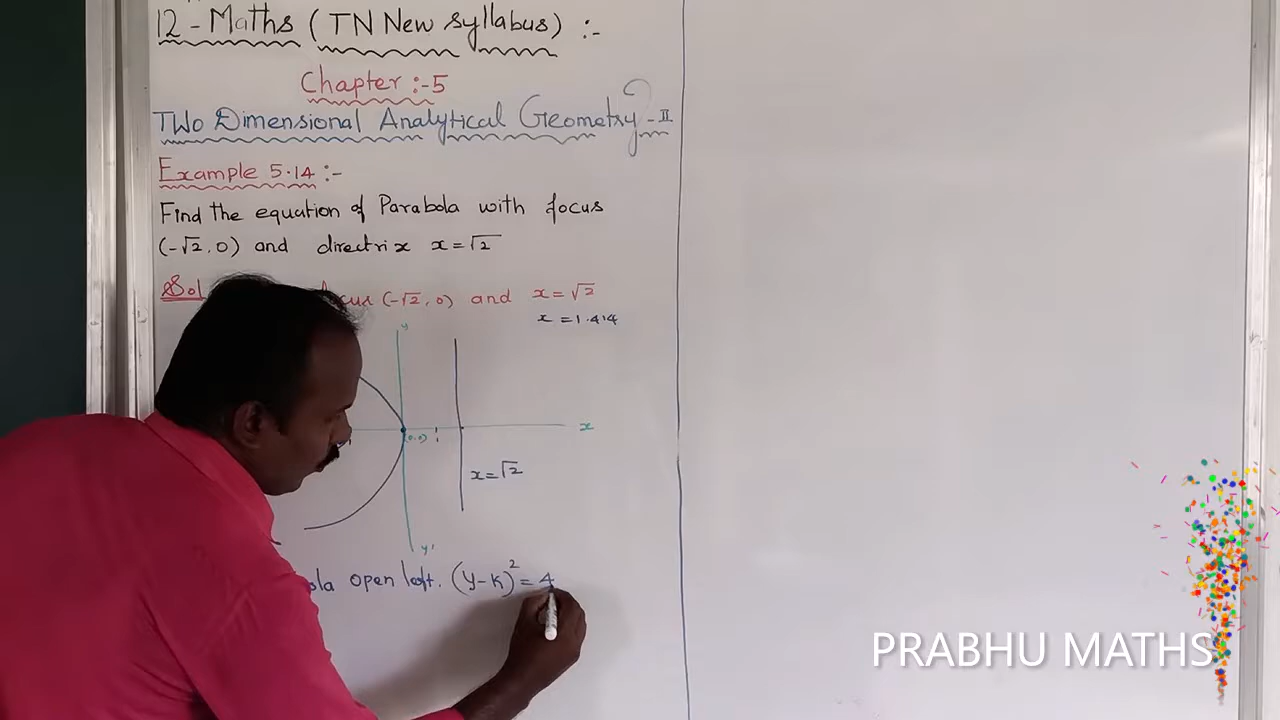 12 - Maths ( TN New syllabus ) :-
Chapter :- 5
Two Dimensional Analytical Geometry - II
Example 5.14 :-
Find the equation of Parabola with focus
(-√2, 0) and directrix x = √2
Sol (-√2, 0) and x = √2
x = 1.414
y
(0,0)
1
x
x = √2
y'
open left. (y-k)² = 4
PRABHU MATHS